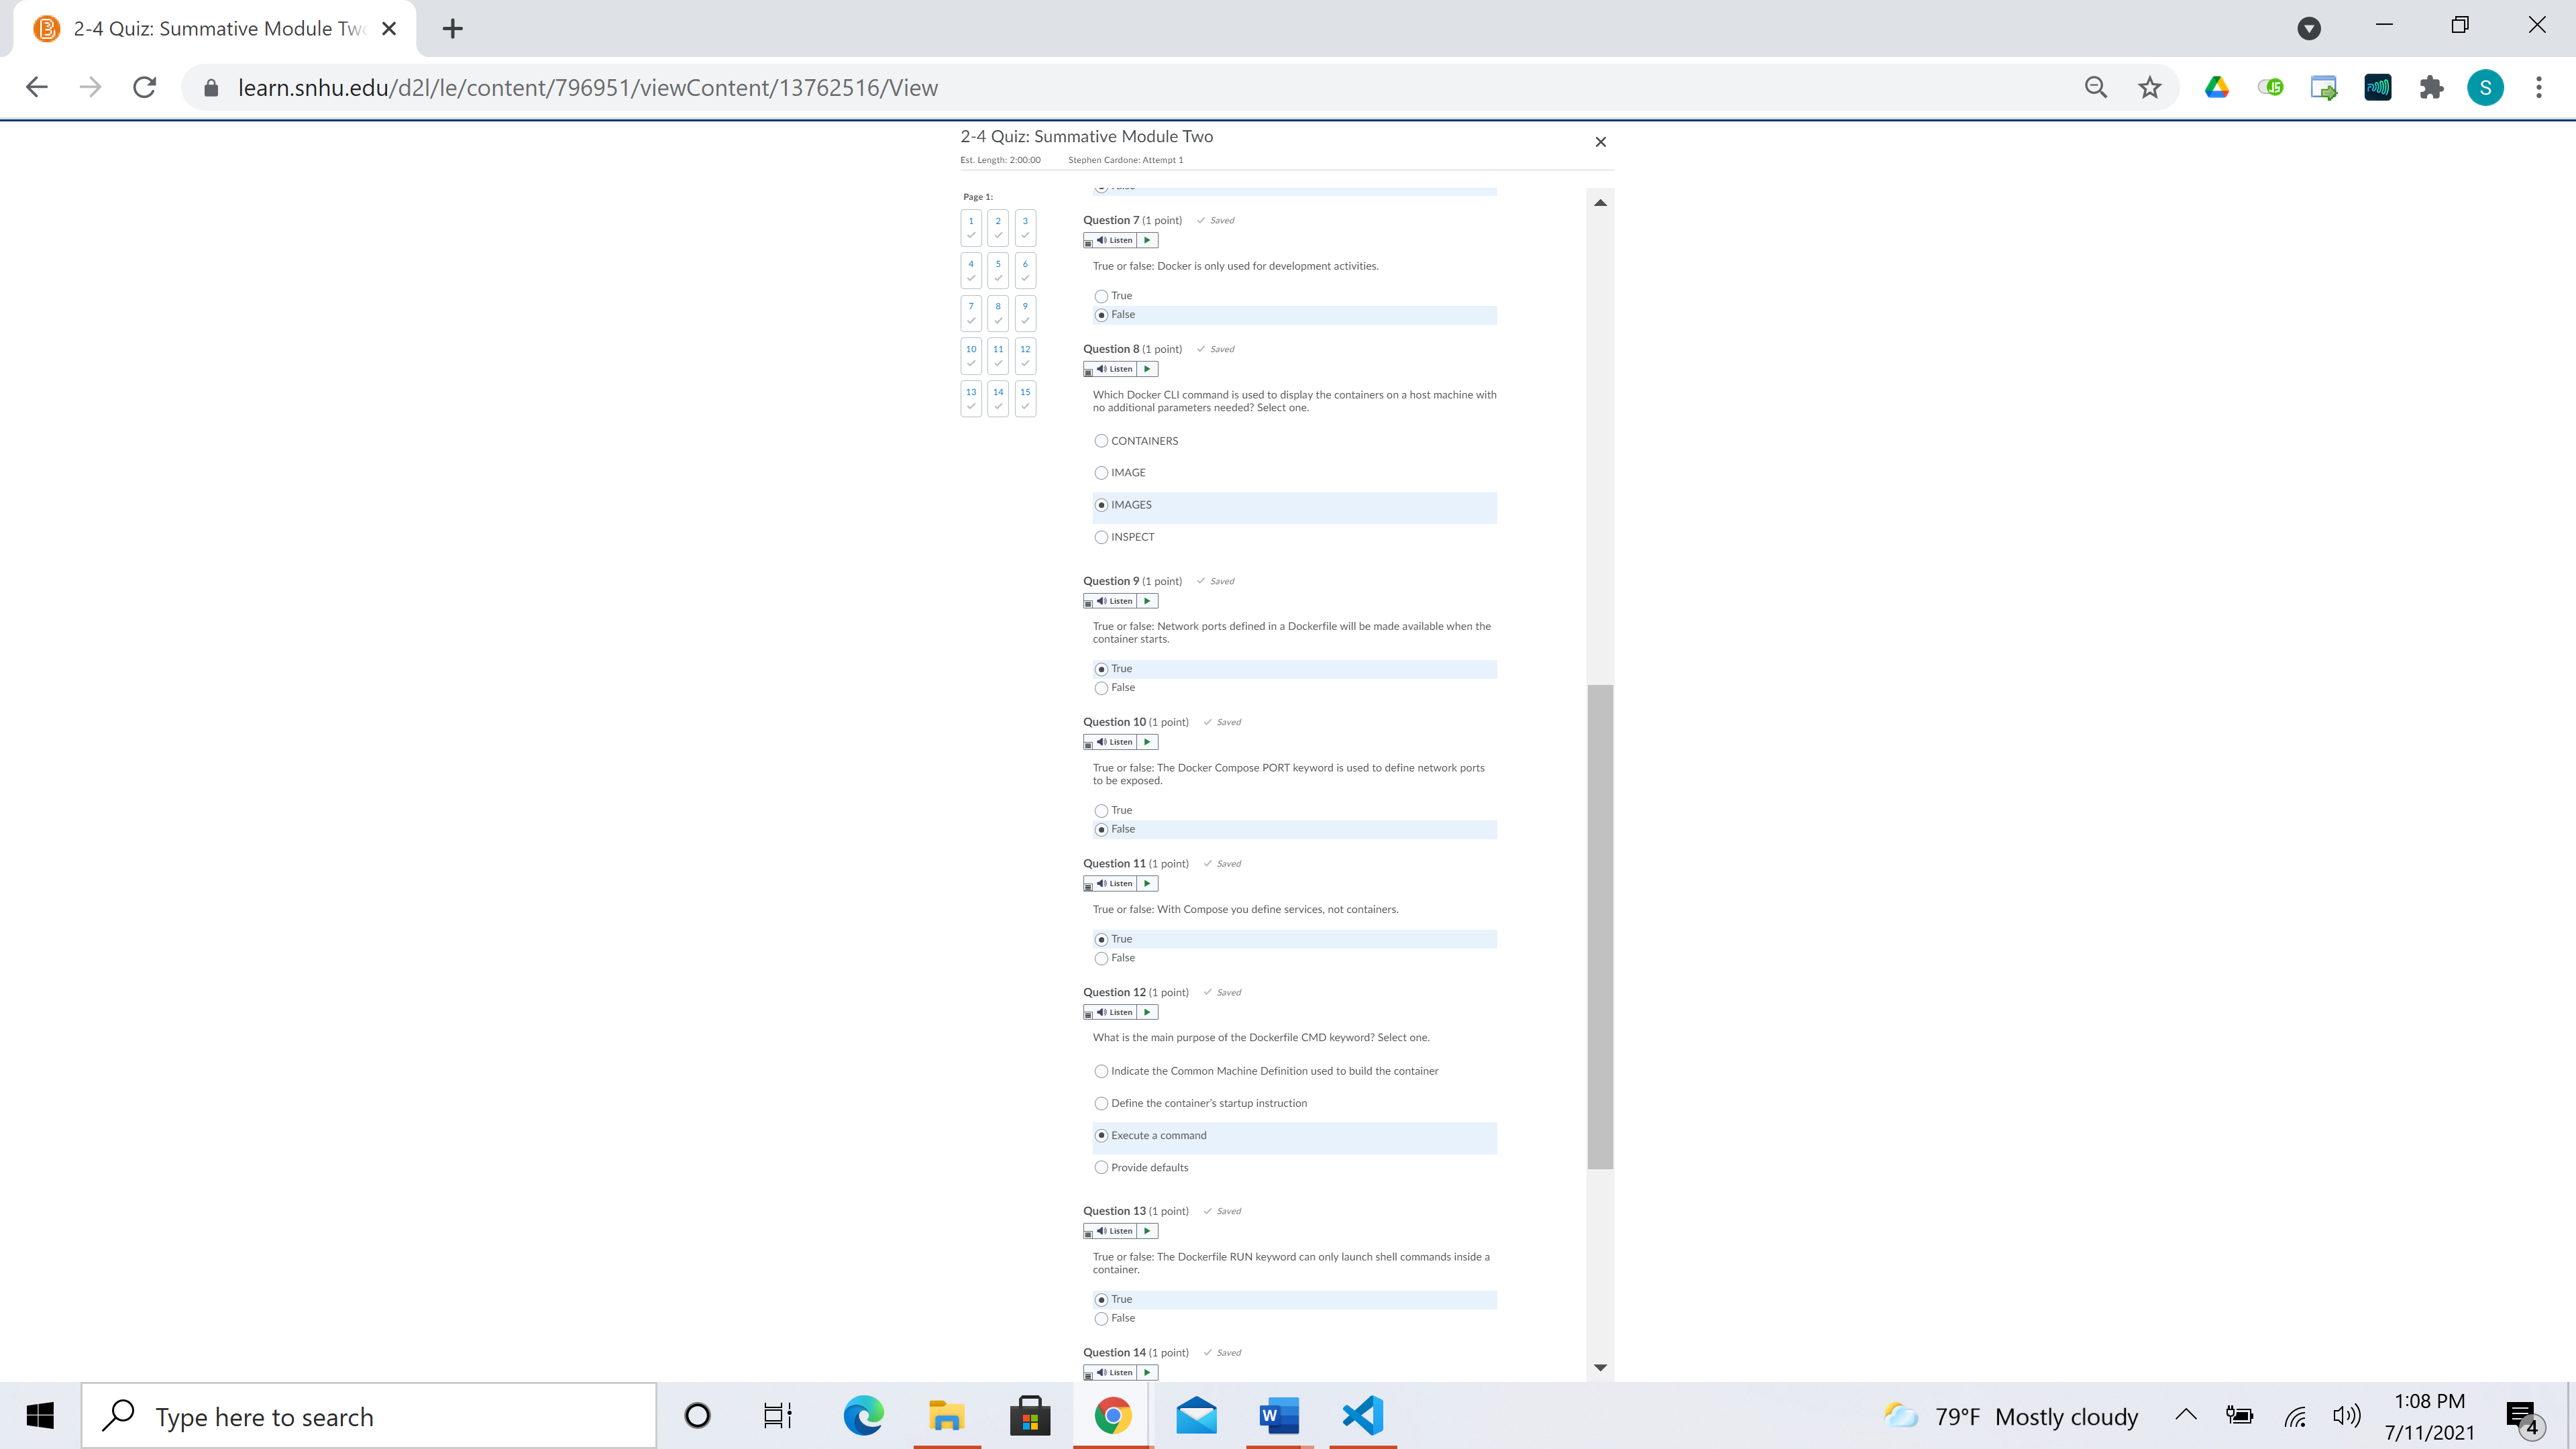 2-4 Quiz: Summative Module Tw
learn.snhu.edu/d2l/le/content/796951/viewContent/13762516/View
S
2-4 Quiz: Summative Module Two
Est. Length: 2:00:00 Stephen Cardone: Attempt 1
Page 1:
1 2 3
4 5 6
7 8 9
10 11 12
13 14 15
Question 7 (1 point) Saved
Listen
True or false: Docker is only used for development activities.
True
False
Question 8 (1 point) Saved
Listen
Which Docker CLI command is used to display the containers on a host machine with
no additional parameters needed? Select one.
CONTAINERS
IMAGE
IMAGES
INSPECT
Question 9 (1 point) Saved
Listen
True or false: Network ports defined in a Dockerfile will be made available when the
container starts.
True
False
Question 10 (1 point) Saved
Listen
True or false: The Docker Compose PORT keyword is used to define network ports
to be exposed.
True
False
Question 11 (1 point) Saved
Listen
True or false: With Compose you define services, not containers.
True
False
Question 12 (1 point) Saved
Listen
What is the main purpose of the Dockerfile CMD keyword? Select one.
Indicate the Common Machine Definition used to build the container
Define the container's startup instruction
Execute a command
Provide defaults
Question 13 (1 point) Saved
Listen
True or false: The Dockerfile RUN keyword can only launch shell commands inside a
container.
True
False
Question 14 (1 point) Saved
Listen
Type here to search
W
79°F Mostly cloudy
1:08 PM
7/11/2021
4